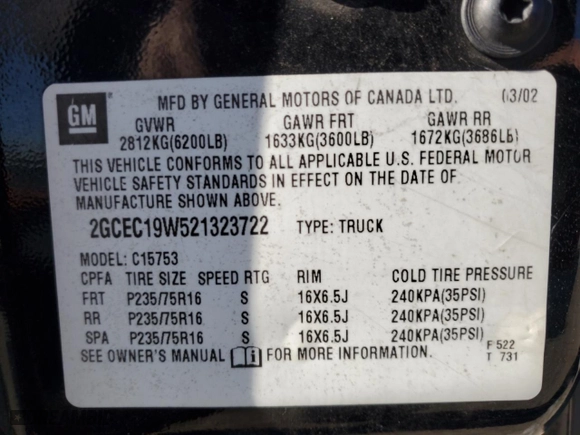 GM
MFD BY GENERAL MOTORS OF CANADA LTD. 03/02
GVWR GAWR FRT GAWR RR
2812KG(6200LB) 1633KG(3600LB) 1672KG(3686LB)
THIS VEHICLE CONFORMS TO ALL APPLICABLE U.S. FEDERAL MOTOR
VEHICLE SAFETY STANDARDS IN EFFECT ON THE DATE OF
MANUFACTURE SHOWN ABOVE.
2GCEC19W521323722 TYPE: TRUCK
MODEL: C15753
CPFA TIRE SIZE SPEED RTG RIM COLD TIRE PRESSURE
FRT P235/75R16 S 16X6.5J 240KPA(35PSI)
RR P235/75R16 S 16X6.5J 240KPA(35PSI)
SPA P235/75R16 S 16X6.5J 240KPA(35PSI)
SEE OWNER'S MANUAL FOR MORE INFORMATION.
F 522
T 731